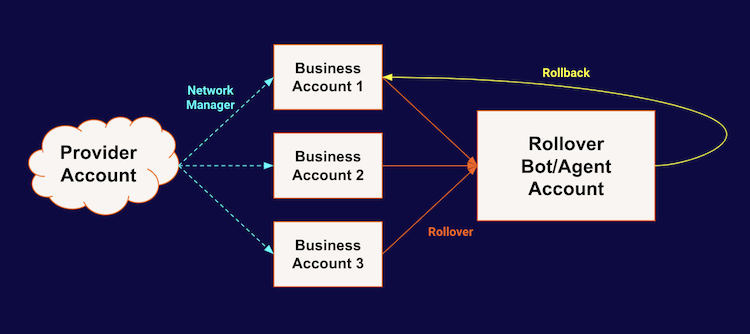 Provider
Account
Network
Manager
Business
Account 1
Business
Account 2
Business
Account 3
Rollover
Rollback
Rollover
Bot/Agent
Account